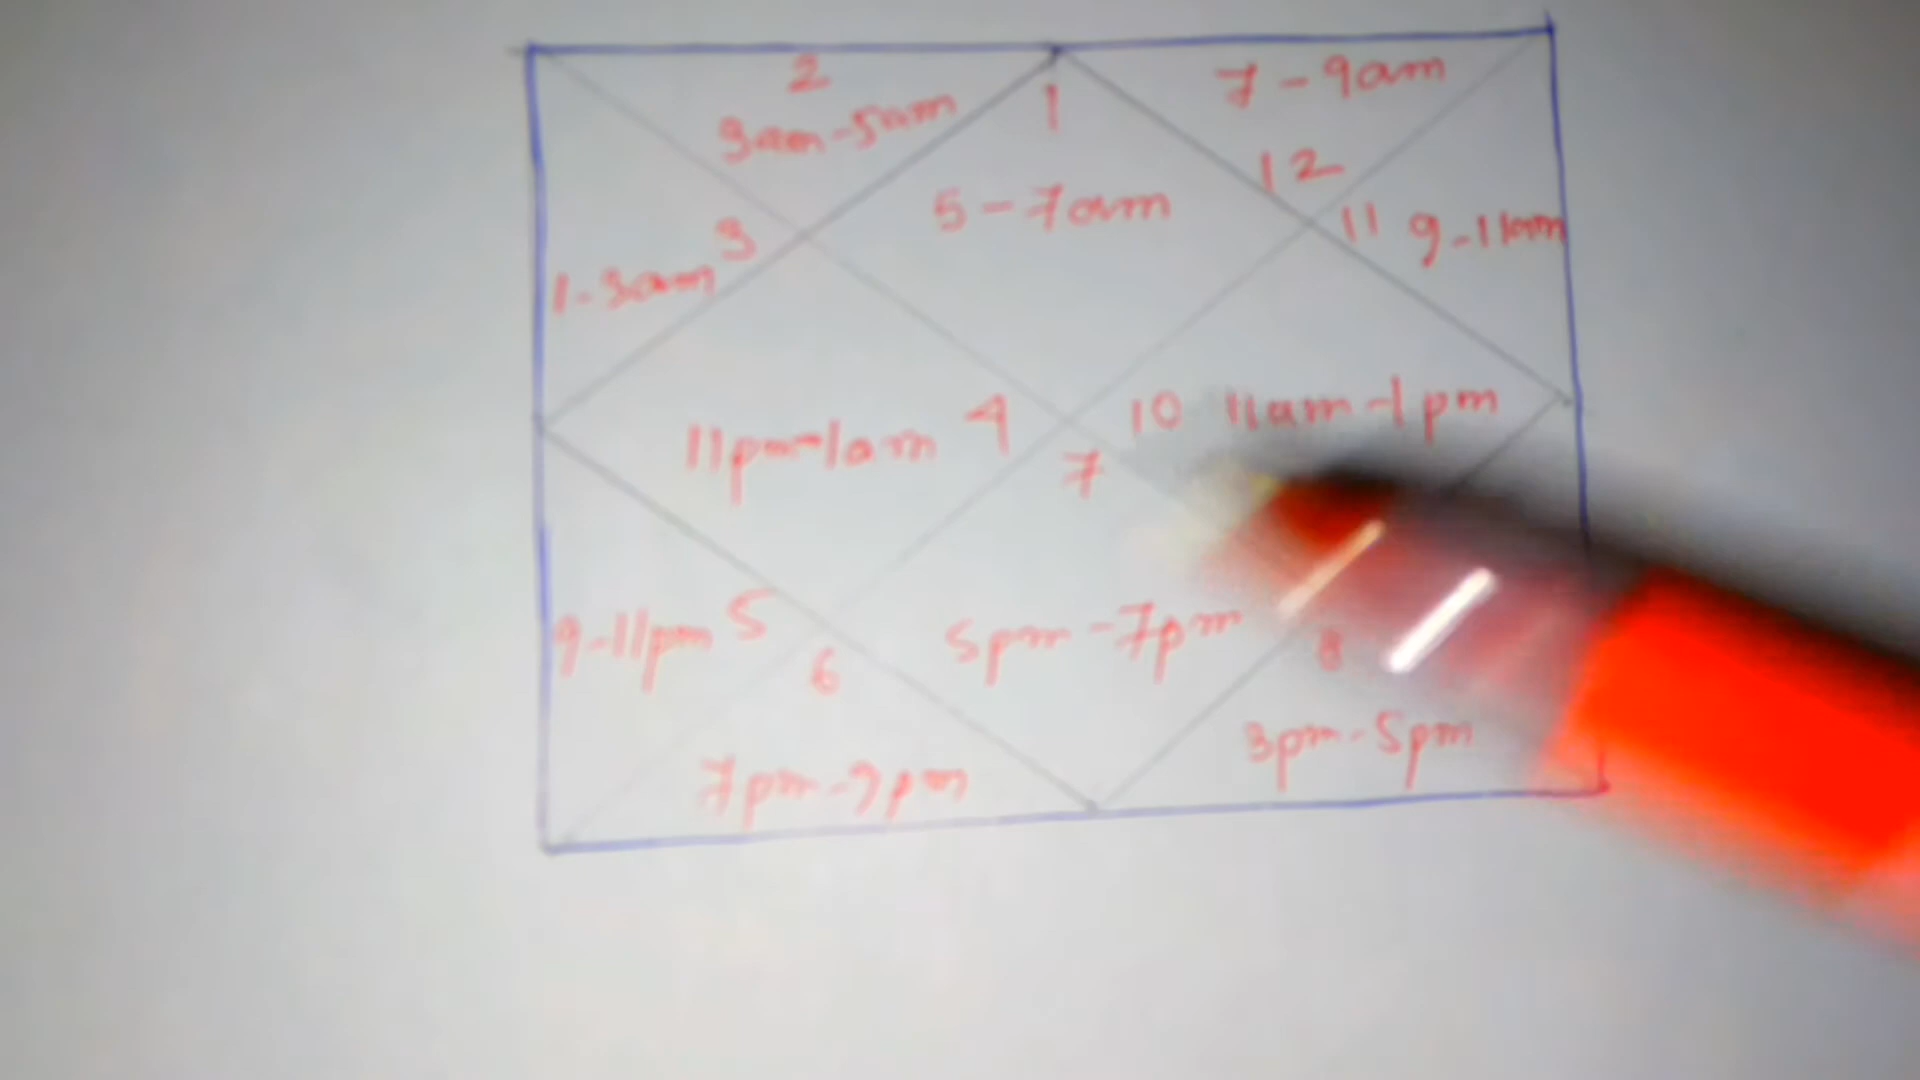 2
3am-5am
1
7-9am
12
5-7am
3
1-3am
11 9-11am
11pm-1am 4
10 11am-1pm
7
9-11pm 5
6
5pm-7pm
8
7pm-9pm
3pm-5pm